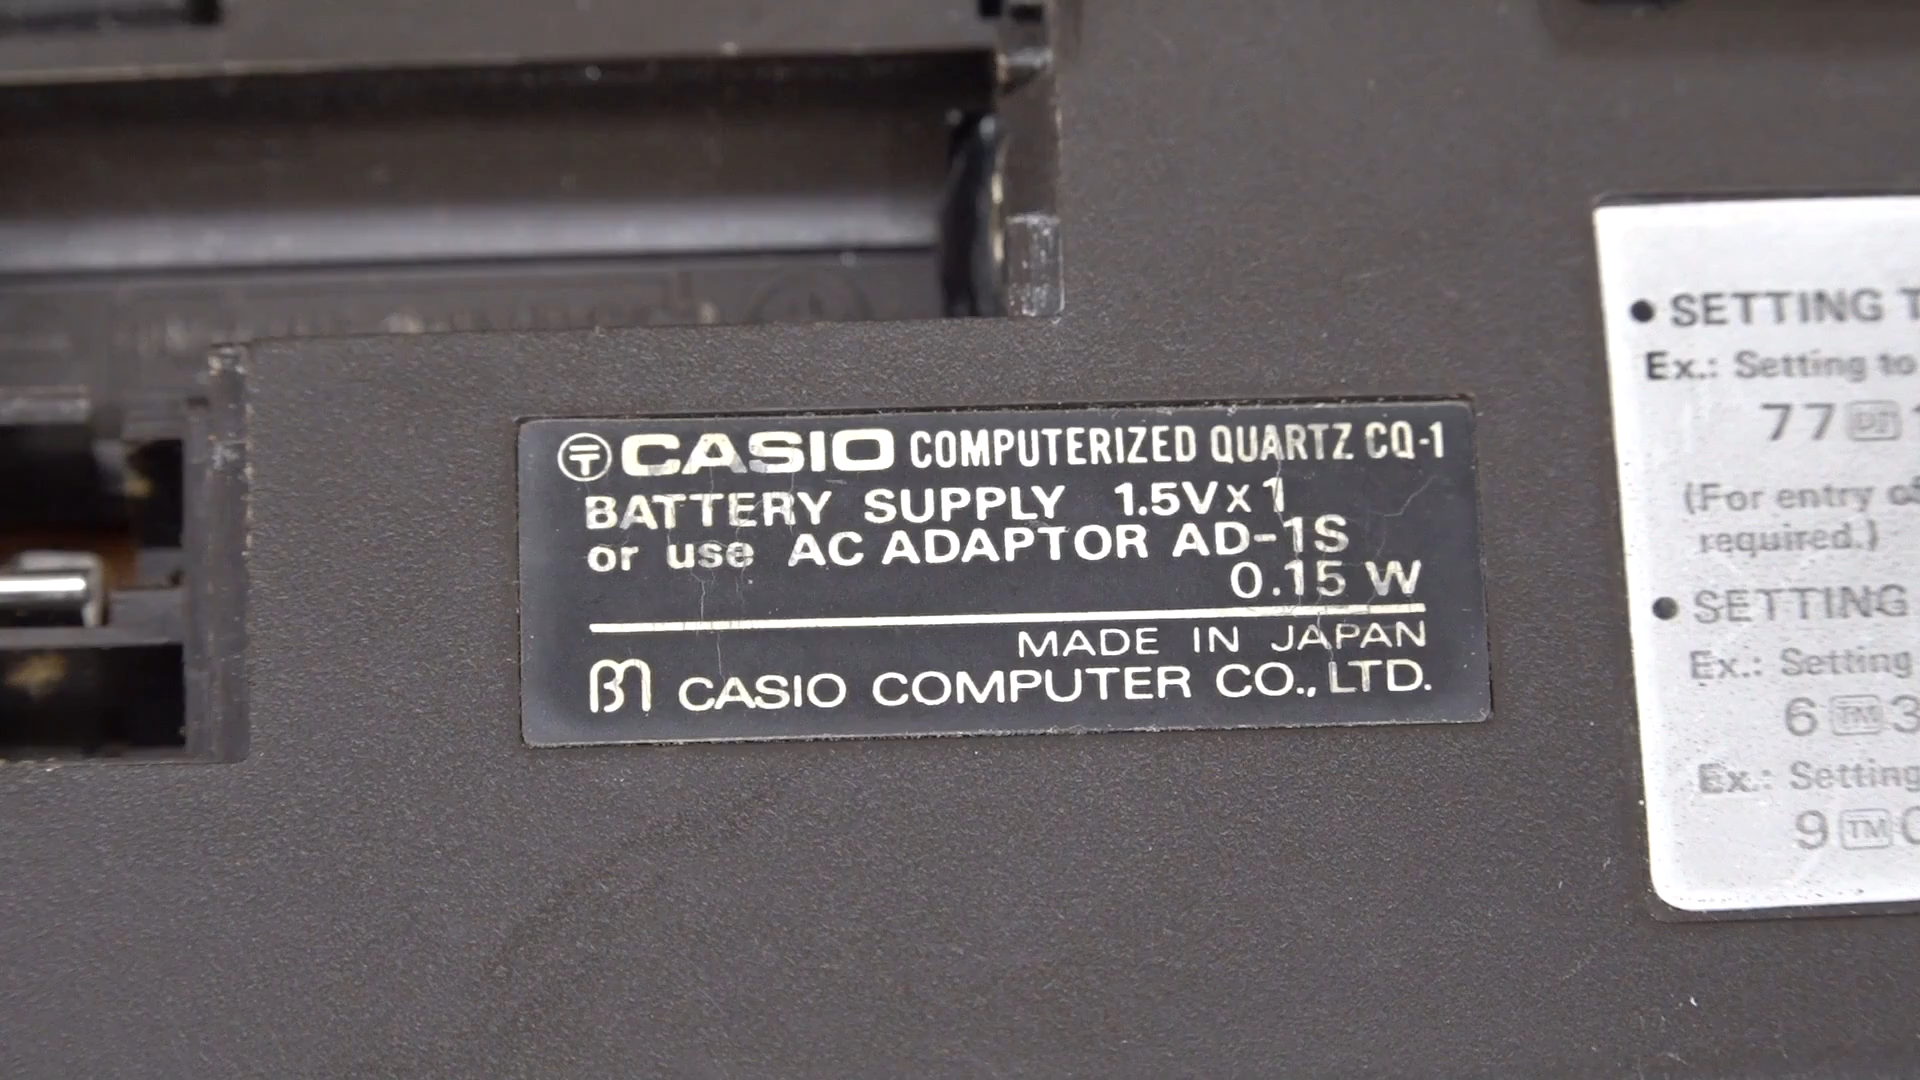 〒 CASIO COMPUTERIZED QUARTZ CQ-1
BATTERY SUPPLY 1.5V x 1
or use AC ADAPTOR AD-1S
0.15 W
MADE IN JAPAN
CASIO COMPUTER CO., LTD.
• SETTING T
Ex.: Setting to
77
(For entry of
required.)
• SETTING
Ex.: Setting
6 TM 3
Ex.: Setting
9 TM